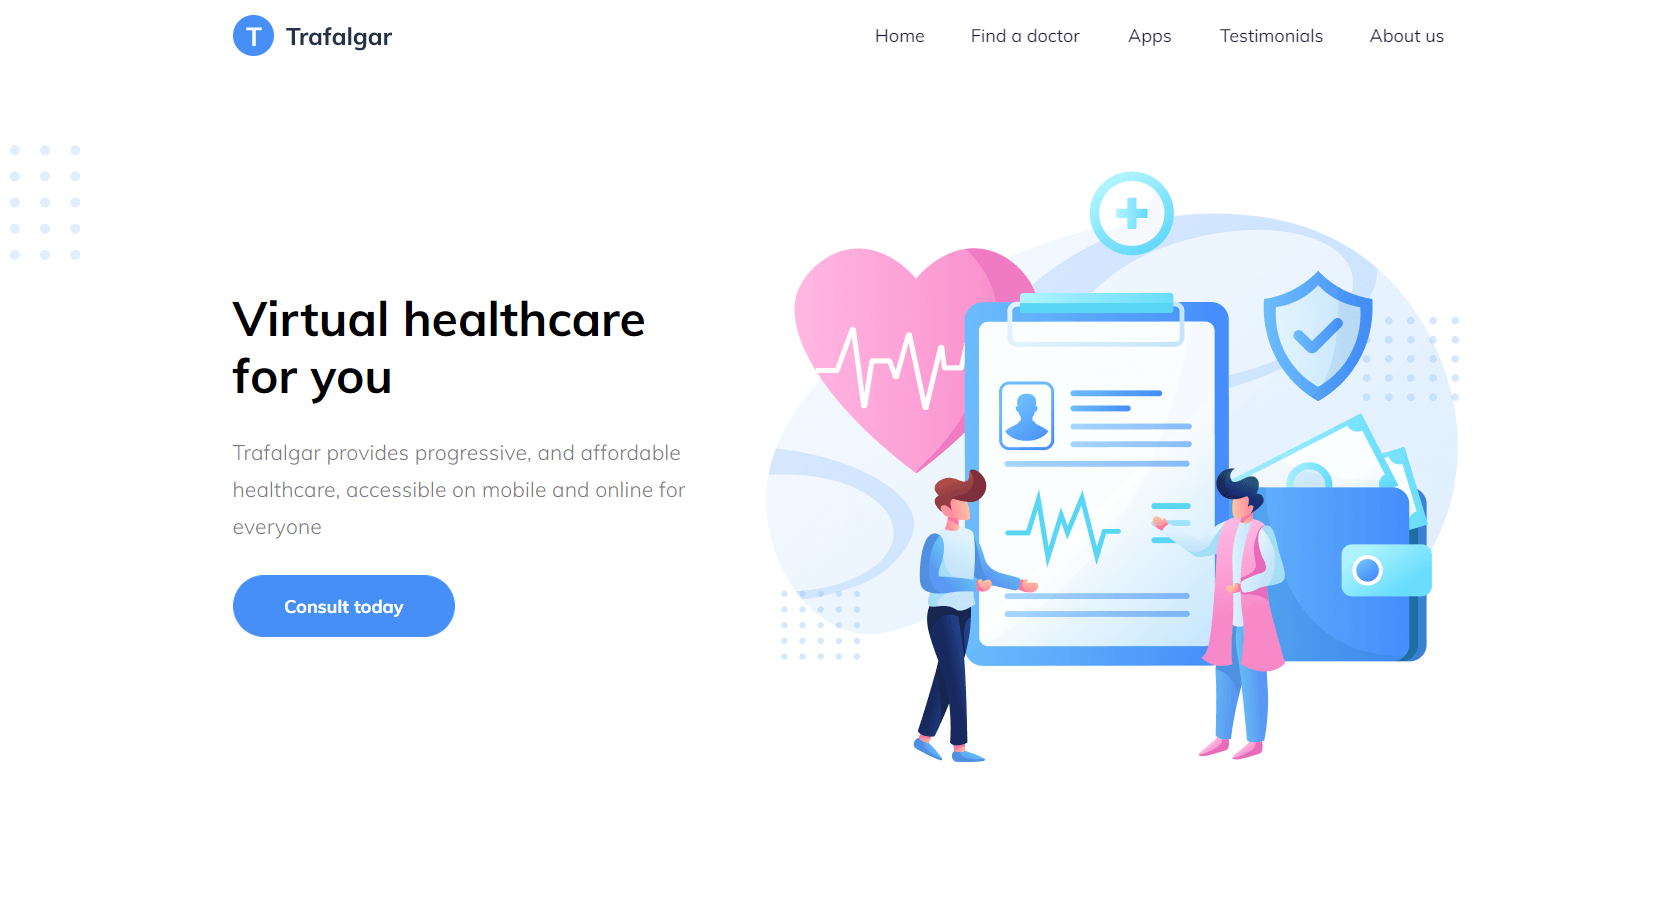 T Trafalgar
Home Find a doctor Apps Testimonials About us
Virtual healthcare
for you
Trafalgar provides progressive, and affordable
healthcare, accessible on mobile and online for
everyone
Consult today